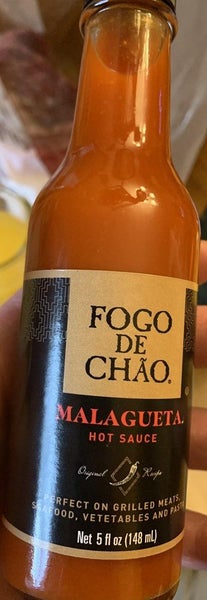 FOGO
DE
CHÃO®
MALAGUETA.
HOT SAUCE
Original Recipe
PERFECT ON GRILLED MEATS,
SEAFOOD, VETETABLES AND
Net 5 fl oz (148 mL)